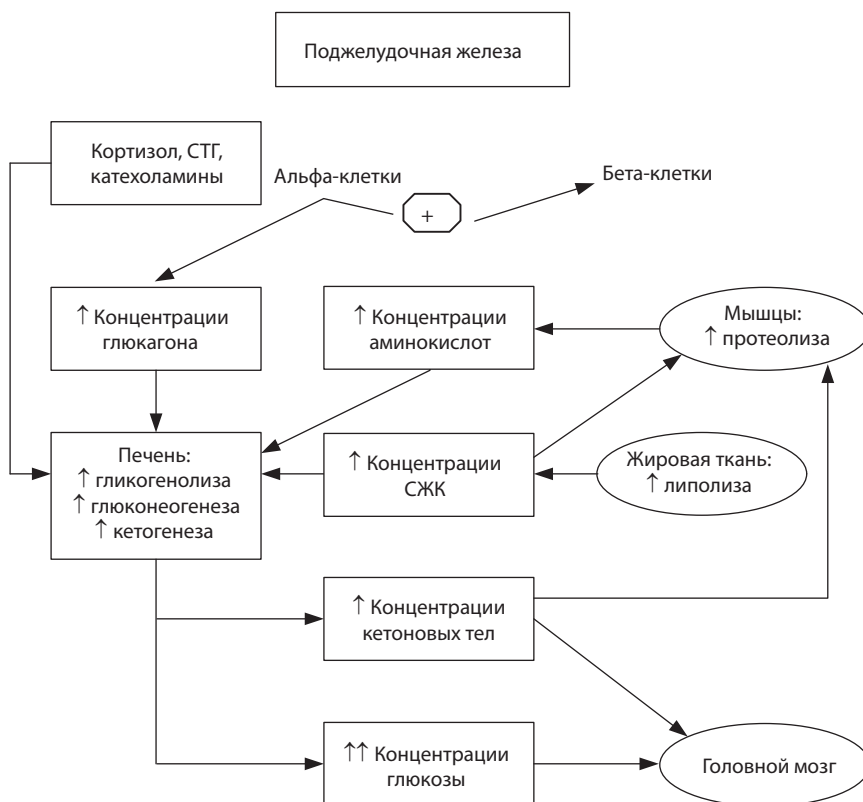 Поджелудочная железа
Кортизол, СТГ,
катехоламины
Альфа-клетки
+
Бета-клетки
↑ Концентрации
глюкагона
↑ Концентрации
аминокислот
Мышцы:
↑ протеолиза
Печень:
↑ гликогенолиза
↑ глюконеогенеза
↑ кетогенеза
↑ Концентрации
СЖК
Жировая ткань:
↑ липолиза
↑ Концентрации
кетоновых тел
↑↑ Концентрации
глюкозы
Головной мозг